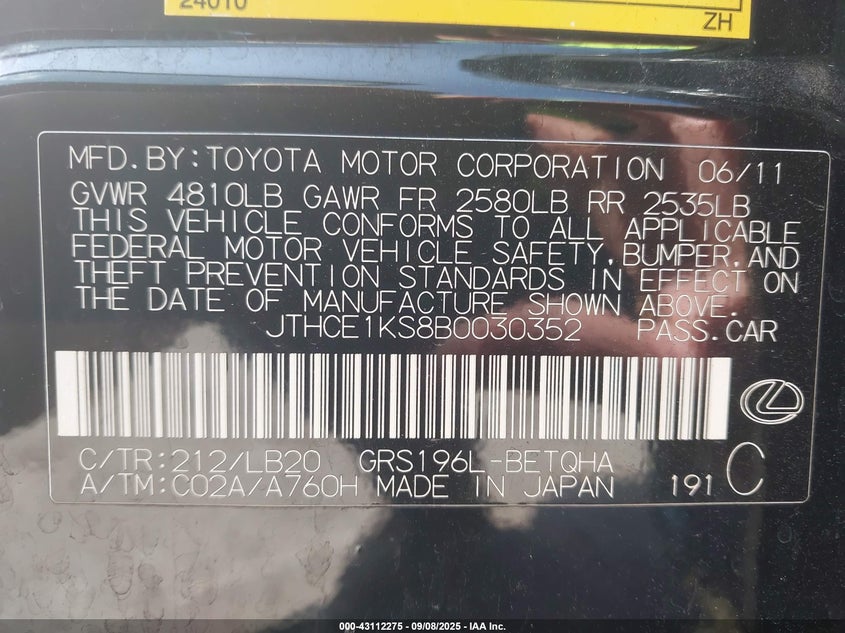 24010
ZH
MFD.BY:TOYOTA MOTOR CORPORATION 06/11
GVWR 4810LB GAWR FR 2580LB RR 2535LB
THIS VEHICLE CONFORMS TO ALL APPLICABLE
FEDERAL MOTOR VEHICLE SAFETY,BUMPER,AND
THEFT PREVENTION STANDARDS IN EFFECT ON
THE DATE OF MANUFACTURE SHOWN ABOVE.
JTHCE1KS8B0030352 PASS.CAR
C/TR:212/LB20 GRS196L-BETQHA
A/TM:C02A/A760H MADE IN JAPAN 191 C
000-43112275 - 09/08/2025 - IAA Inc.